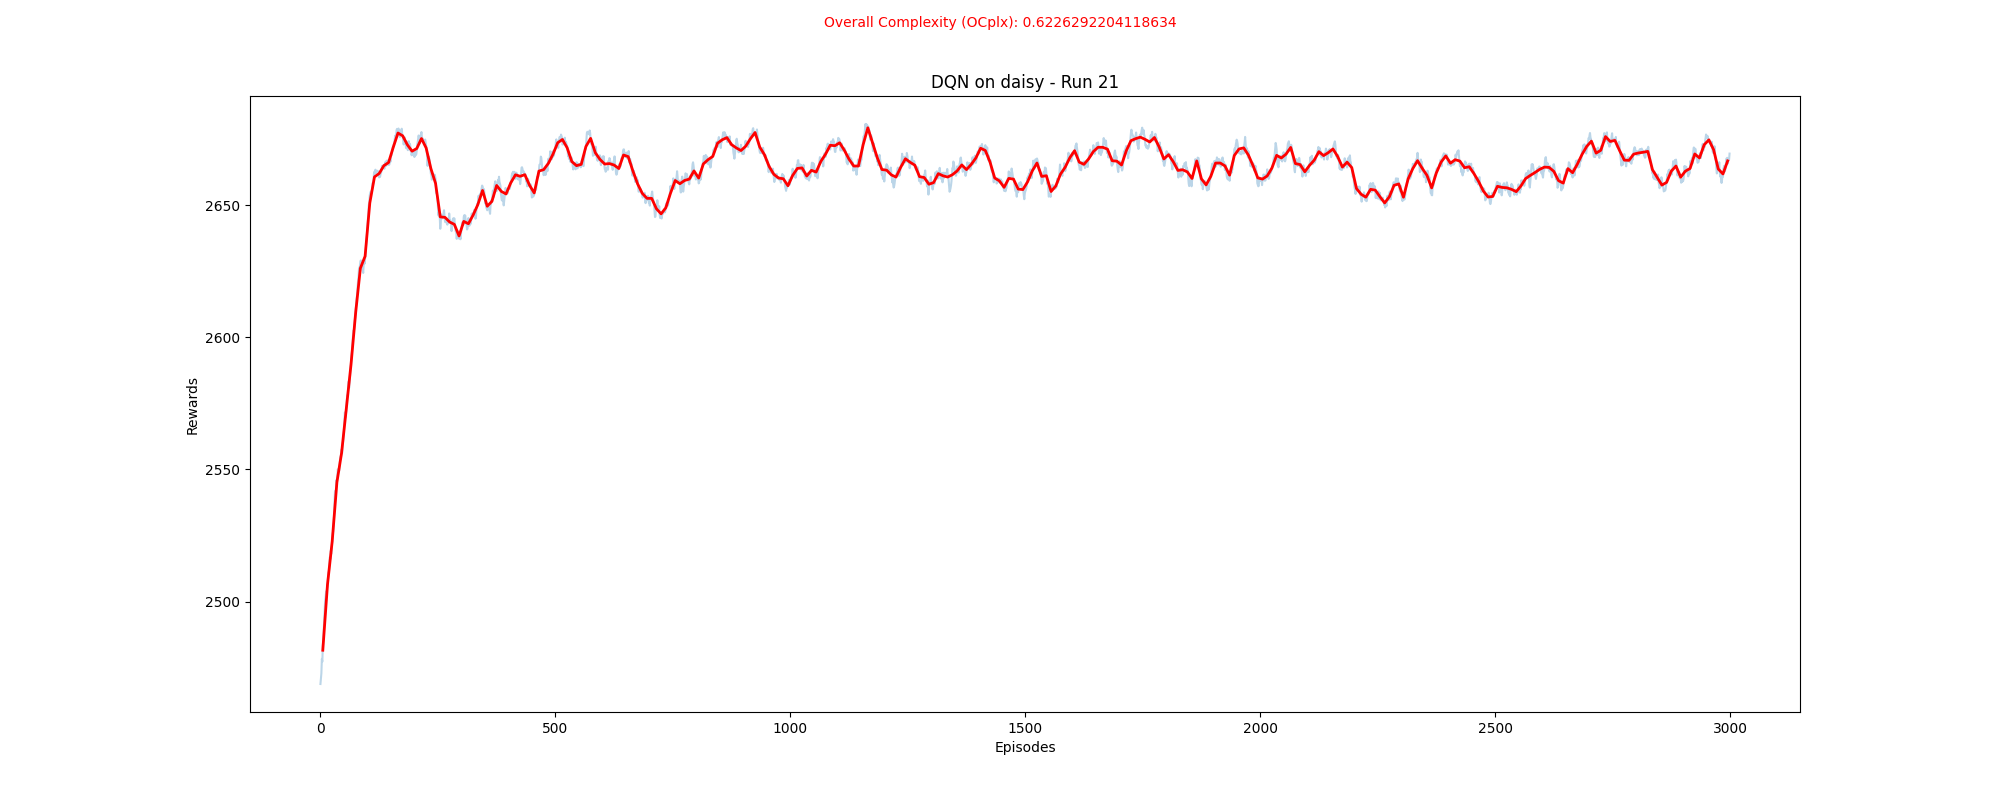 Overall Complexity (OCplx): 0.6226292204118634
DQN on daisy - Run 21
2650
2600
2550
2500
Rewards
0 500 1000 1500 2000 2500 3000
Episodes